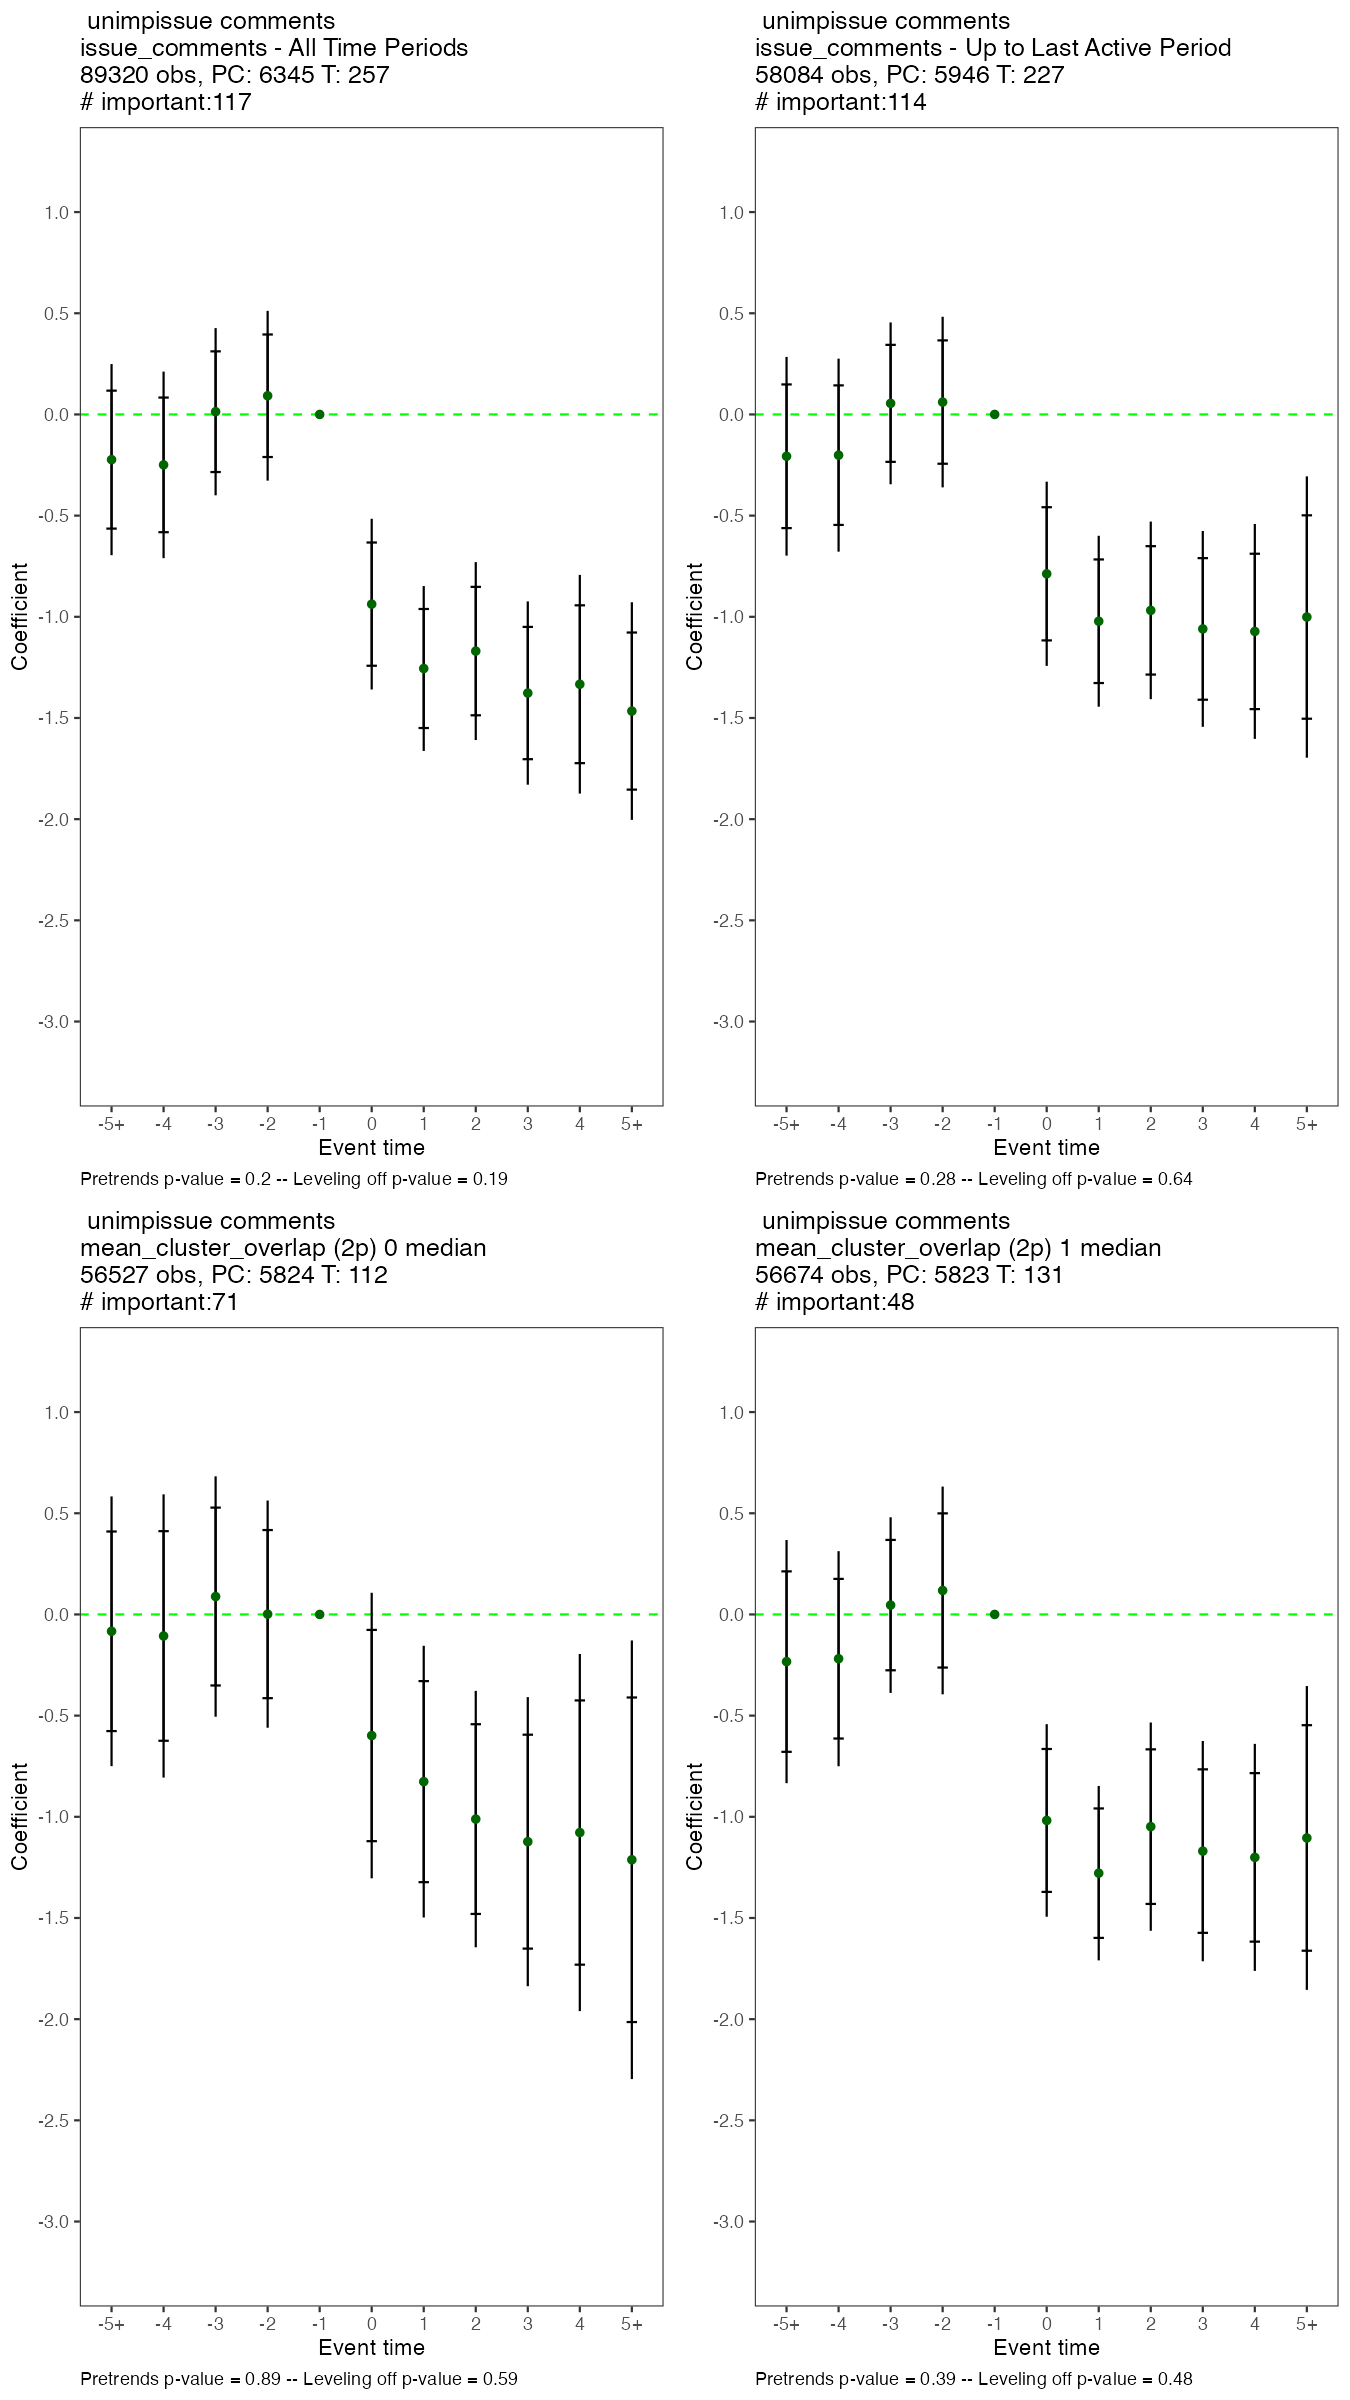 unimpissue comments
issue_comments - All Time Periods
89320 obs, PC: 6345 T: 257
# important:117
1.0
0.5
0.0
-0.5
-1.0
-1.5
-2.0
-2.5
-3.0
Coefficient
-5+ -4 -3 -2 -1 0 1 2 3 4 5+
Event time
Pretrends p-value = 0.2 -- Leveling off p-value = 0.19
unimpissue comments
issue_comments - Up to Last Active Period
58084 obs, PC: 5946 T: 227
# important:114
1.0
0.5
0.0
-0.5
-1.0
-1.5
-2.0
-2.5
-3.0
Coefficient
-5+ -4 -3 -2 -1 0 1 2 3 4 5+
Event time
Pretrends p-value = 0.28 -- Leveling off p-value = 0.64
unimpissue comments
mean_cluster_overlap (2p) 0 median
56527 obs, PC: 5824 T: 112
# important:71
1.0
0.5
0.0
-0.5
-1.0
-1.5
-2.0
-2.5
-3.0
Coefficient
-5+ -4 -3 -2 -1 0 1 2 3 4 5+
Event time
Pretrends p-value = 0.89 -- Leveling off p-value = 0.59
unimpissue comments
mean_cluster_overlap (2p) 1 median
56674 obs, PC: 5823 T: 131
# important:48
1.0
0.5
0.0
-0.5
-1.0
-1.5
-2.0
-2.5
-3.0
Coefficient
-5+ -4 -3 -2 -1 0 1 2 3 4 5+
Event time
Pretrends p-value = 0.39 -- Leveling off p-value = 0.48